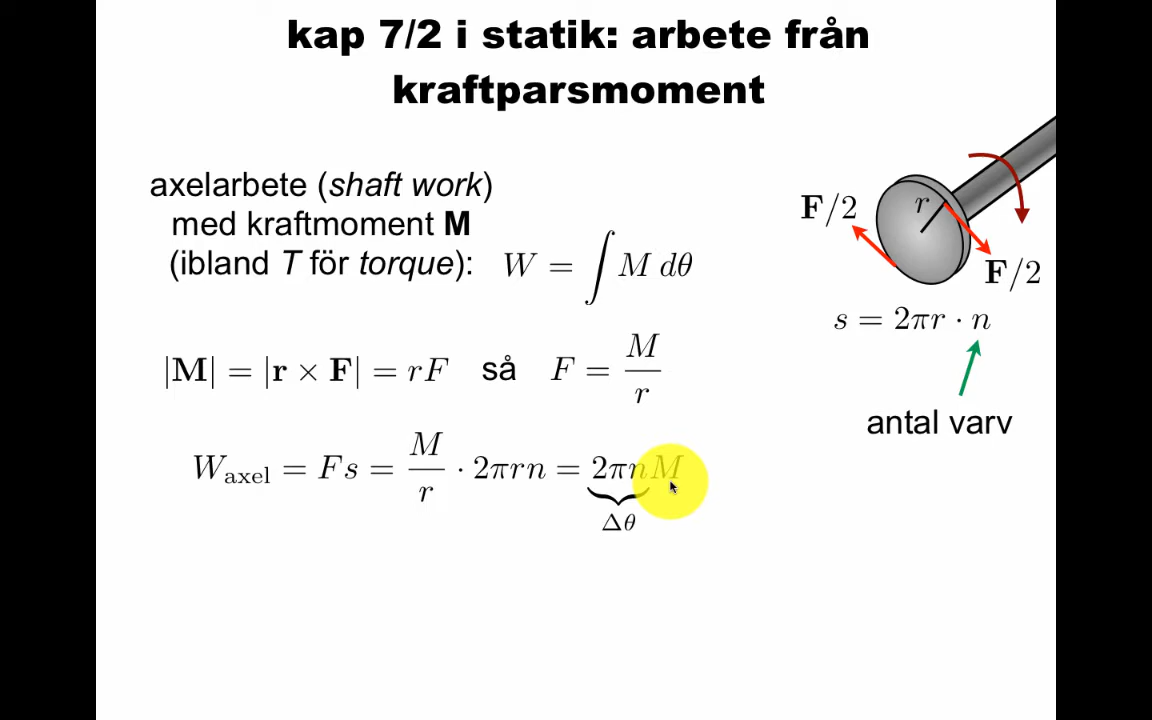 kap 7/2 i statik: arbete från
kraftparsmoment
axelarbete (shaft work)
med kraftmoment M
(ibland T för torque): W = ∫ M dθ
|M| = |r × F| = rF så F = M/r
W_axel = Fs = M/r · 2πrn = 2πnM
Δθ
r
F/2
F/2
s = 2πr · n
antal varv